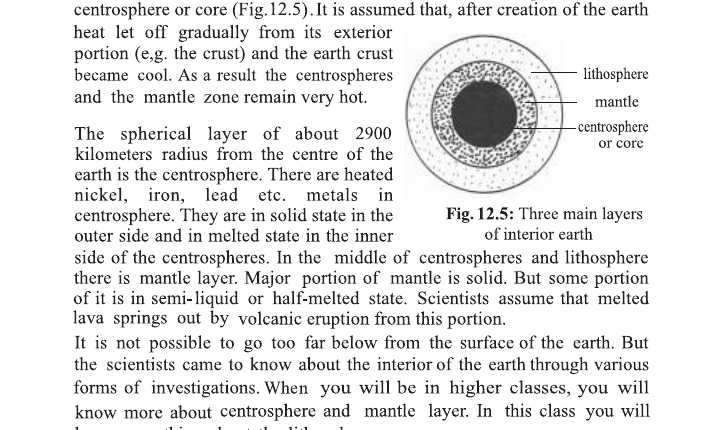 centrosphere or core (Fig.12.5). It is assumed that, after creation of the earth
heat let off gradually from its exterior
portion (e,g. the crust) and the earth crust
became cool. As a result the centrospheres
and the mantle zone remain very hot.
lithosphere
mantle
centrosphere
or core
Fig. 12.5: Three main layers
of interior earth
The spherical layer of about 2900
kilometers radius from the centre of the
earth is the centrosphere. There are heated
nickel, iron, lead etc. metals in
centrosphere. They are in solid state in the
outer side and in melted state in the inner
side of the centrospheres. In the middle of centrospheres and lithosphere
there is mantle layer. Major portion of mantle is solid. But some portion
of it is in semi-liquid or half-melted state. Scientists assume that melted
lava springs out by volcanic eruption from this portion.
It is not possible to go too far below from the surface of the earth. But
the scientists came to know about the interior of the earth through various
forms of investigations. When you will be in higher classes, you will
know more about centrosphere and mantle layer. In this class you will